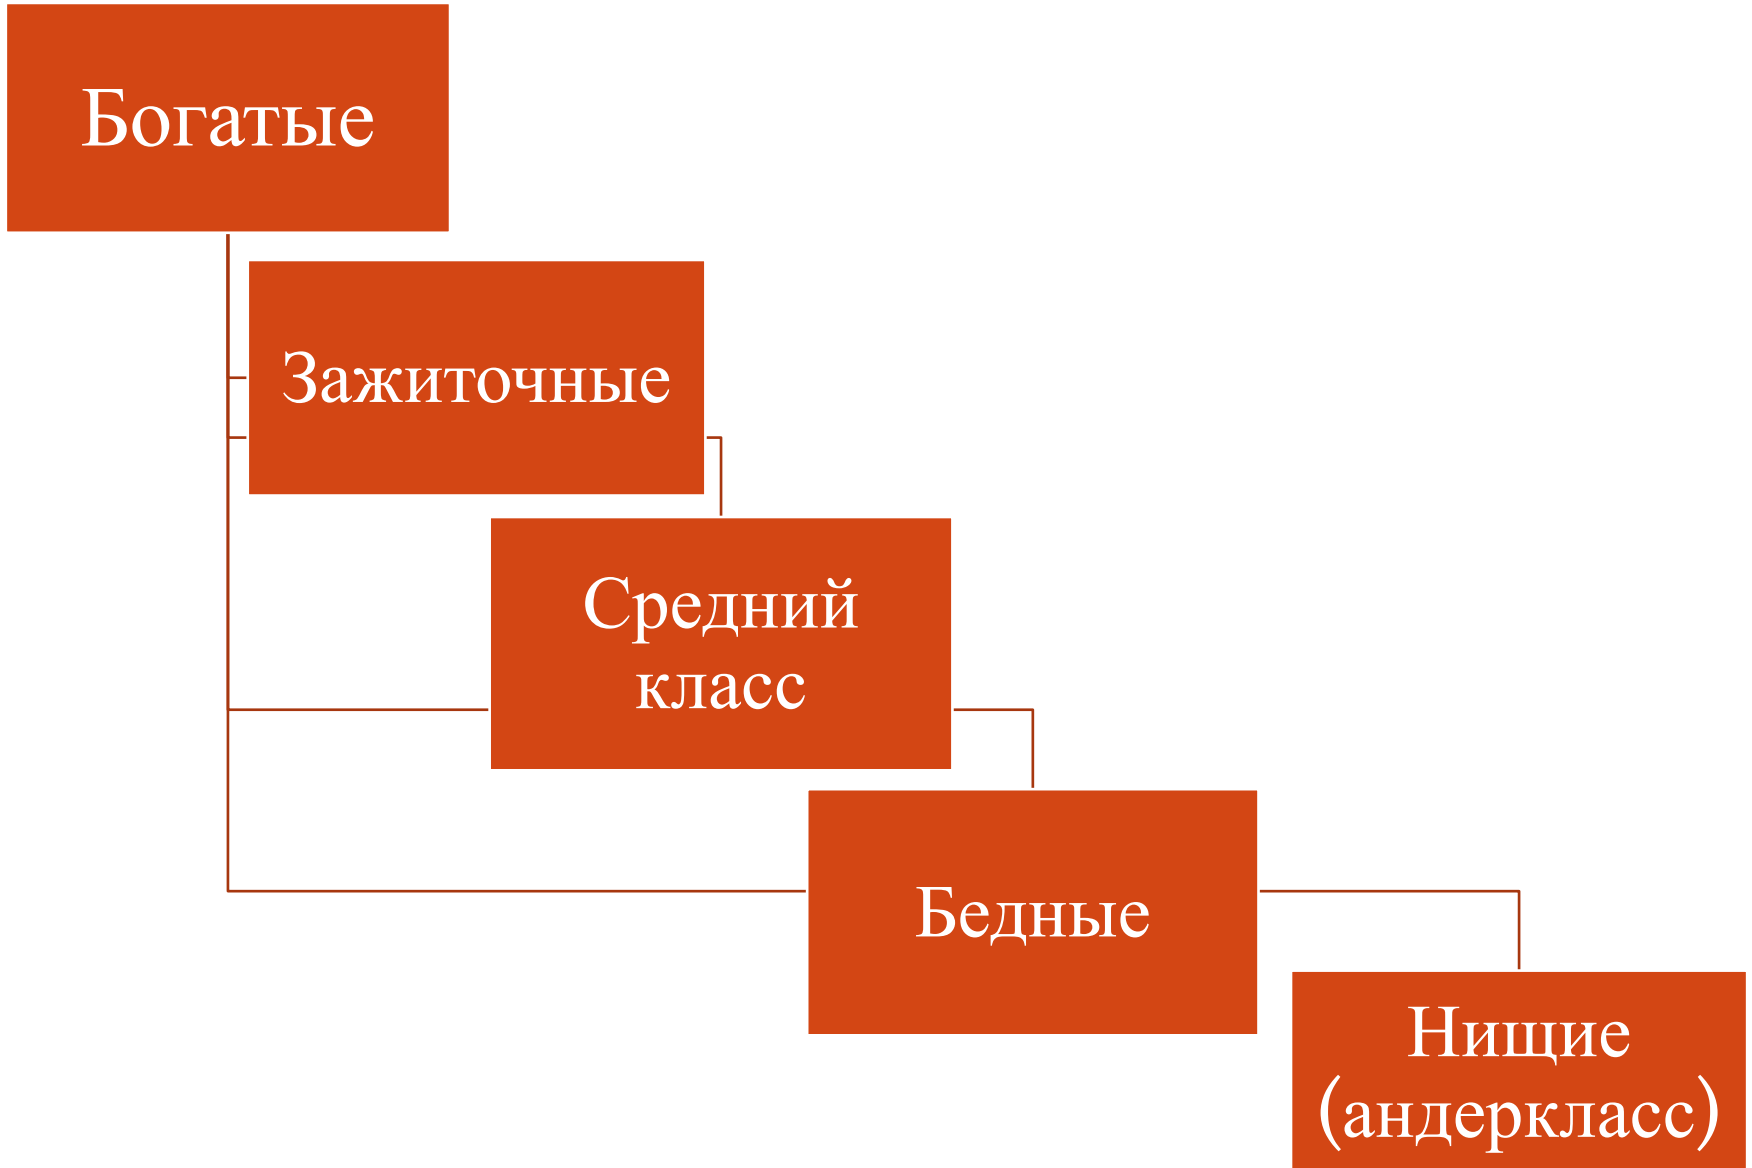 Богатые
Зажиточные
Средний
класс
Бедные
Нищие
(андеркласс)